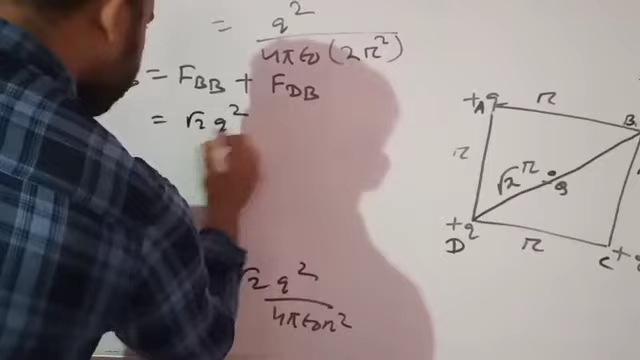 = q²/4πε0(2r²)
= F_BB + F_DB
= √2 q²
√2 q²/4πε0r²
+q r
A B
r √2 r Q
+q r
D C +q